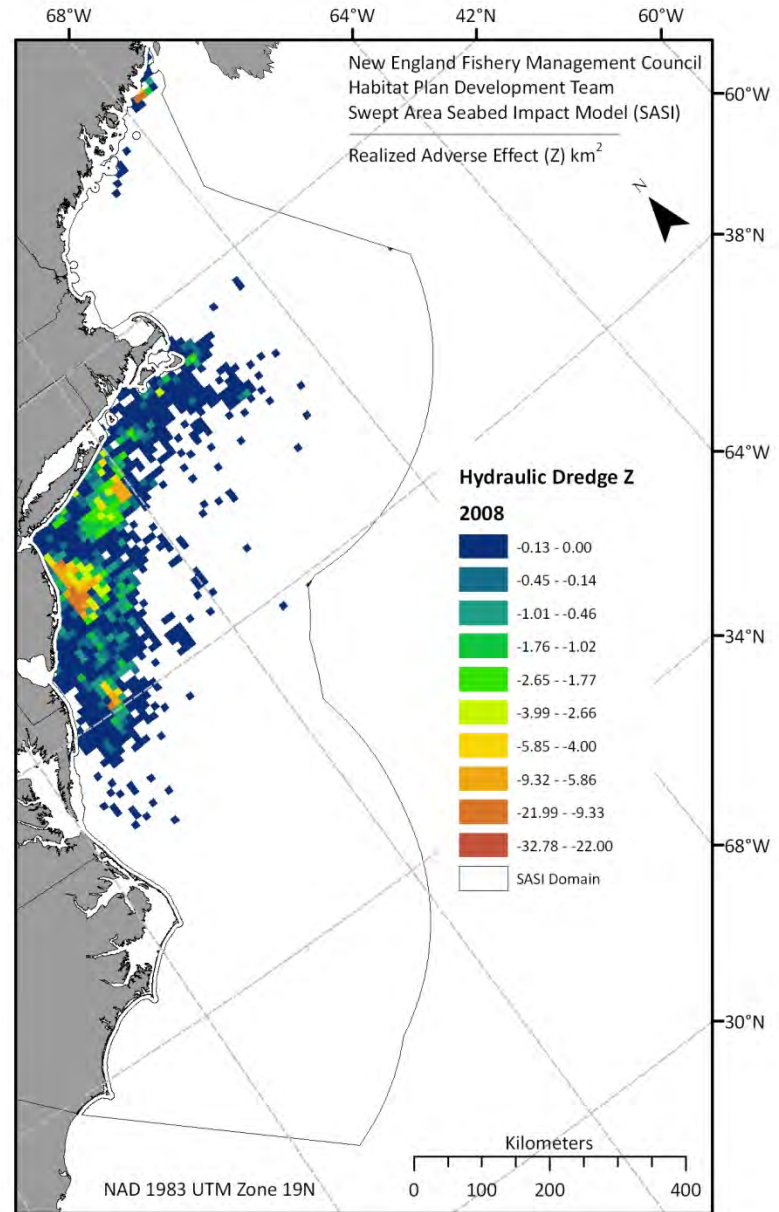 68°W 64°W 42°N 60°W
New England Fishery Management Council
Habitat Plan Development Team
Swept Area Seabed Impact Model (SASI)
Realized Adverse Effect (Z) km²
N
38°N
64°W
Hydraulic Dredge Z
2008
-0.13 - 0.00
-0.45 - -0.14
-1.01 - -0.46
-1.76 - -1.02
-2.65 - -1.77
-3.99 - -2.66
-5.85 - -4.00
-9.32 - -5.86
-21.99 - -9.33
-32.78 - -22.00
SASI Domain
34°N
68°W
30°N
Kilometers
0 100 200 400
NAD 1983 UTM Zone 19N